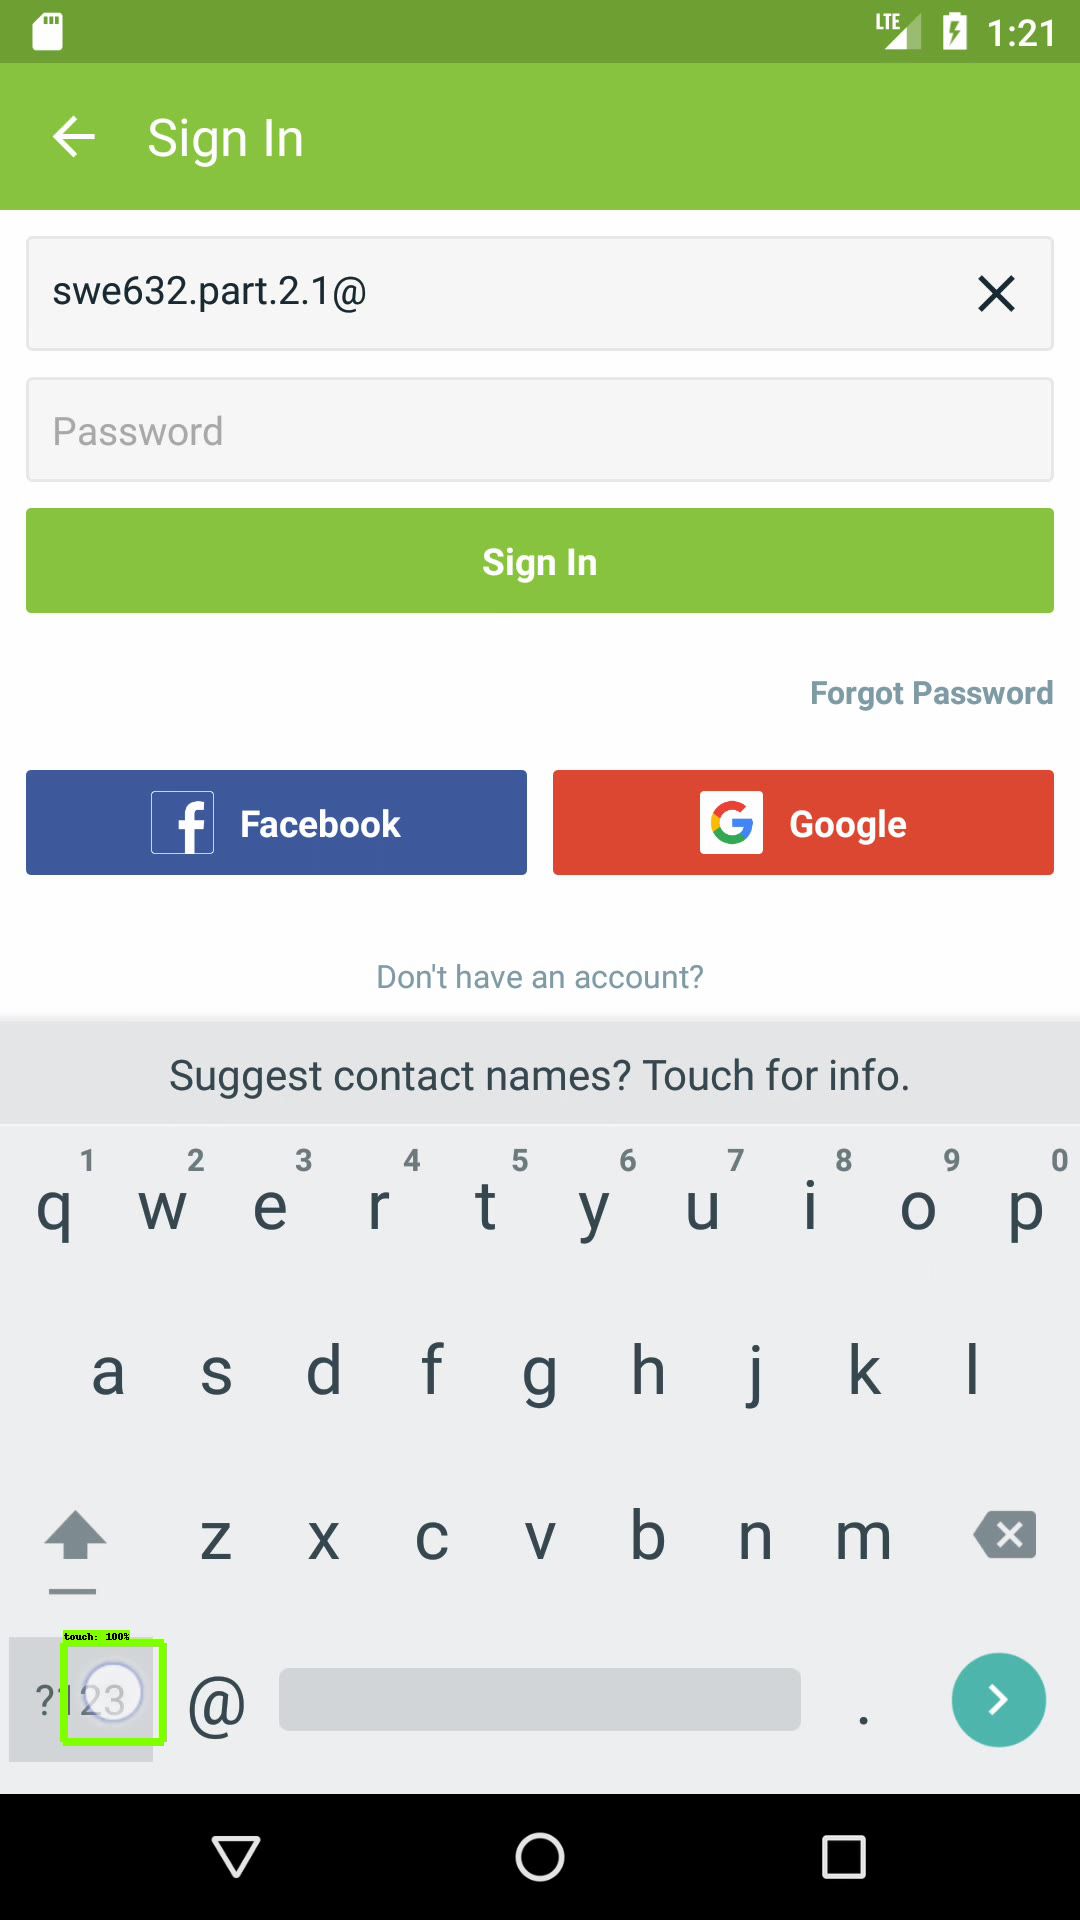 LTE 1:21
Sign In
swe632.part.2.1@
Password
Sign In
Forgot Password
Facebook
Google
Don't have an account?
Suggest contact names? Touch for info.
1 2 3 4 5 6 7 8 9 0
q w e r t y u i o p
a s d f g h j k l
z x c v b n m
touch: 100%
?123 @ .